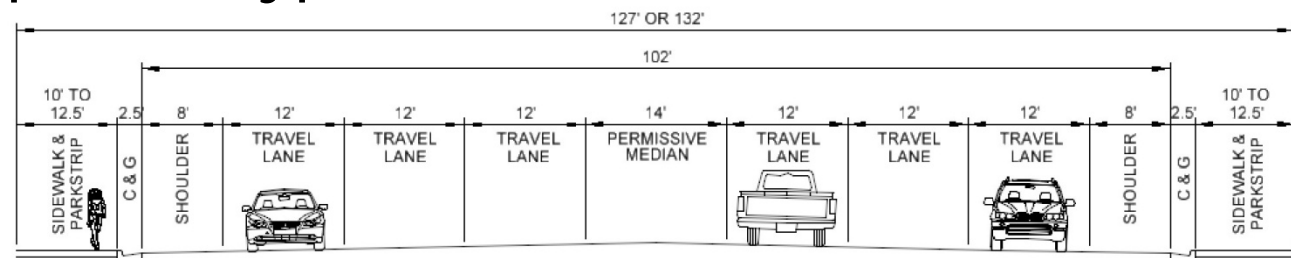 127' OR 132'
102'
10' TO
12.5'
2.5'
8'
12'
12'
12'
14'
12'
12'
12'
8'
2.5'
10' TO
12.5'
SIDEWALK &
PARKSTRIP
C & G
SHOULDER
TRAVEL
LANE
TRAVEL
LANE
TRAVEL
LANE
PERMISSIVE
MEDIAN
TRAVEL
LANE
TRAVEL
LANE
TRAVEL
LANE
SHOULDER
C & G
SIDEWALK &
PARKSTRIP